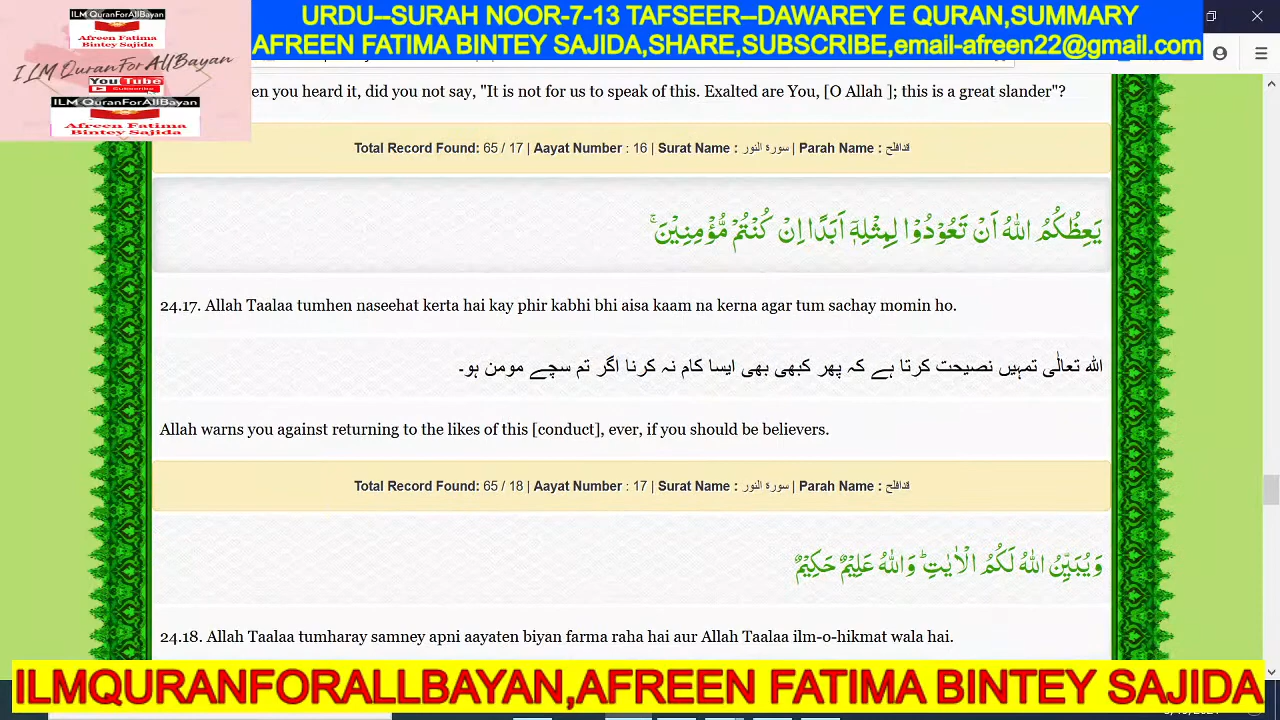 URDU–SURAH NO–24–13–TAFSEER–DORAEY E QURAN,SUMMARY
AFREEN FATIMA BINTEY SAJIDA,SHARE,SUBSCRIBE,email-afreen22@gmail.com
ILM QuranForAllBayan
Afreen Fatima
Bintey Sajida
ILM QuranForAllBayan
YouTube
Subscribe
ILM QuranForAllBayan
Afreen Fatima
Bintey Sajida
en you heard it, did you not say, "It is not for us to speak of this. Exalted are You, [O Allah ]; this is a great slander"?
Total Record Found: 65 / 17 | Aayat Number : 16 | Surat Name : سورة النور | Parah Name : قدافلح
یَعِظُکُمُ اللّٰہُ اَنۡ تَعُوۡدُوۡا لِمِثۡلِہٖۤ اَبَدًا اِنۡ کُنۡتُمۡ مُّؤۡمِنِیۡنَ ۚ
24.17. Allah Taalaa tumhen naseehat kerta hai kay phir kabhi bhi aisa kaam na kerna agar tum sachay momin ho.
اللہ تعالٰی تمہیں نصیحت کرتا ہے کہ پھر کبھی بھی ایسا کام نہ کرنا اگر تم سچے مومن ہو۔
Allah warns you against returning to the likes of this [conduct], ever, if you should be believers.
Total Record Found: 65 / 18 | Aayat Number : 17 | Surat Name : سورة النور | Parah Name : قدافلح
وَ یُبَیِّنُ اللّٰہُ لَکُمُ الۡاٰیٰتِ ؕ وَ اللّٰہُ عَلِیۡمٌ حَکِیۡمٌ
24.18. Allah Taalaa tumharay samney apni aayaten biyan farma raha hai aur Allah Taalaa ilm-o-hikmat wala hai.
ILMQURANFORALLBAYAN,AFREEN FATIMA BINTEY SAJIDA